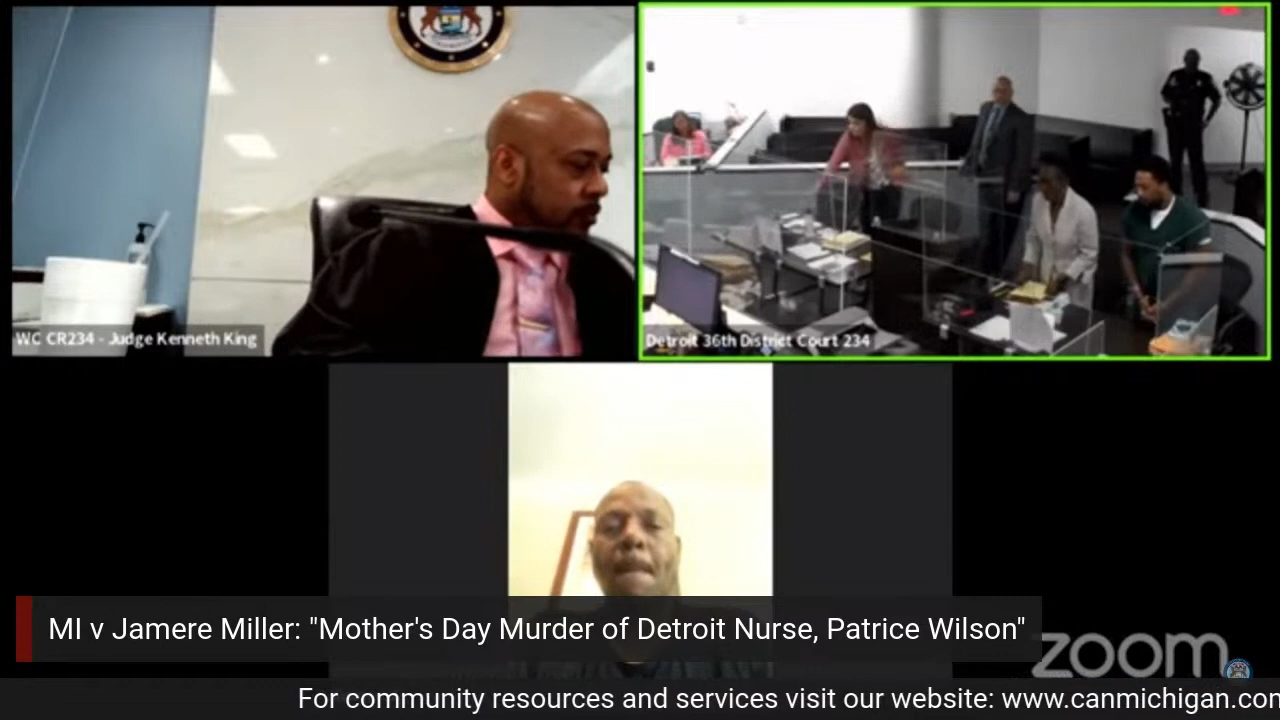 WC CR234 - Judge Kenneth King
Detroit 36th District Court 234
MI v Jamere Miller: "Mother's Day Murder of Detroit Nurse, Patrice Wilson"
zoom
For community resources and services visit our website: www.canmichigan.com